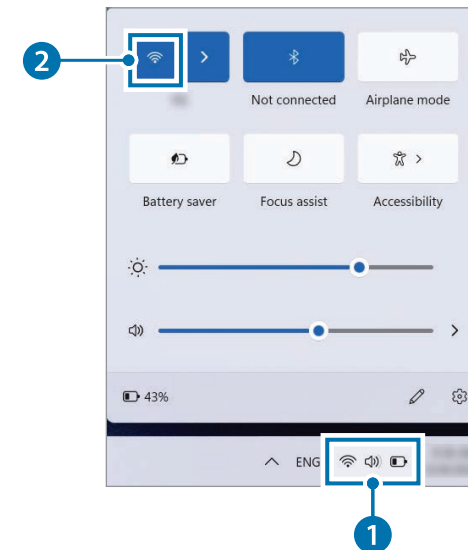 2
Not connected Airplane mode
Battery saver Focus assist Accessibility
43%
ENG
1